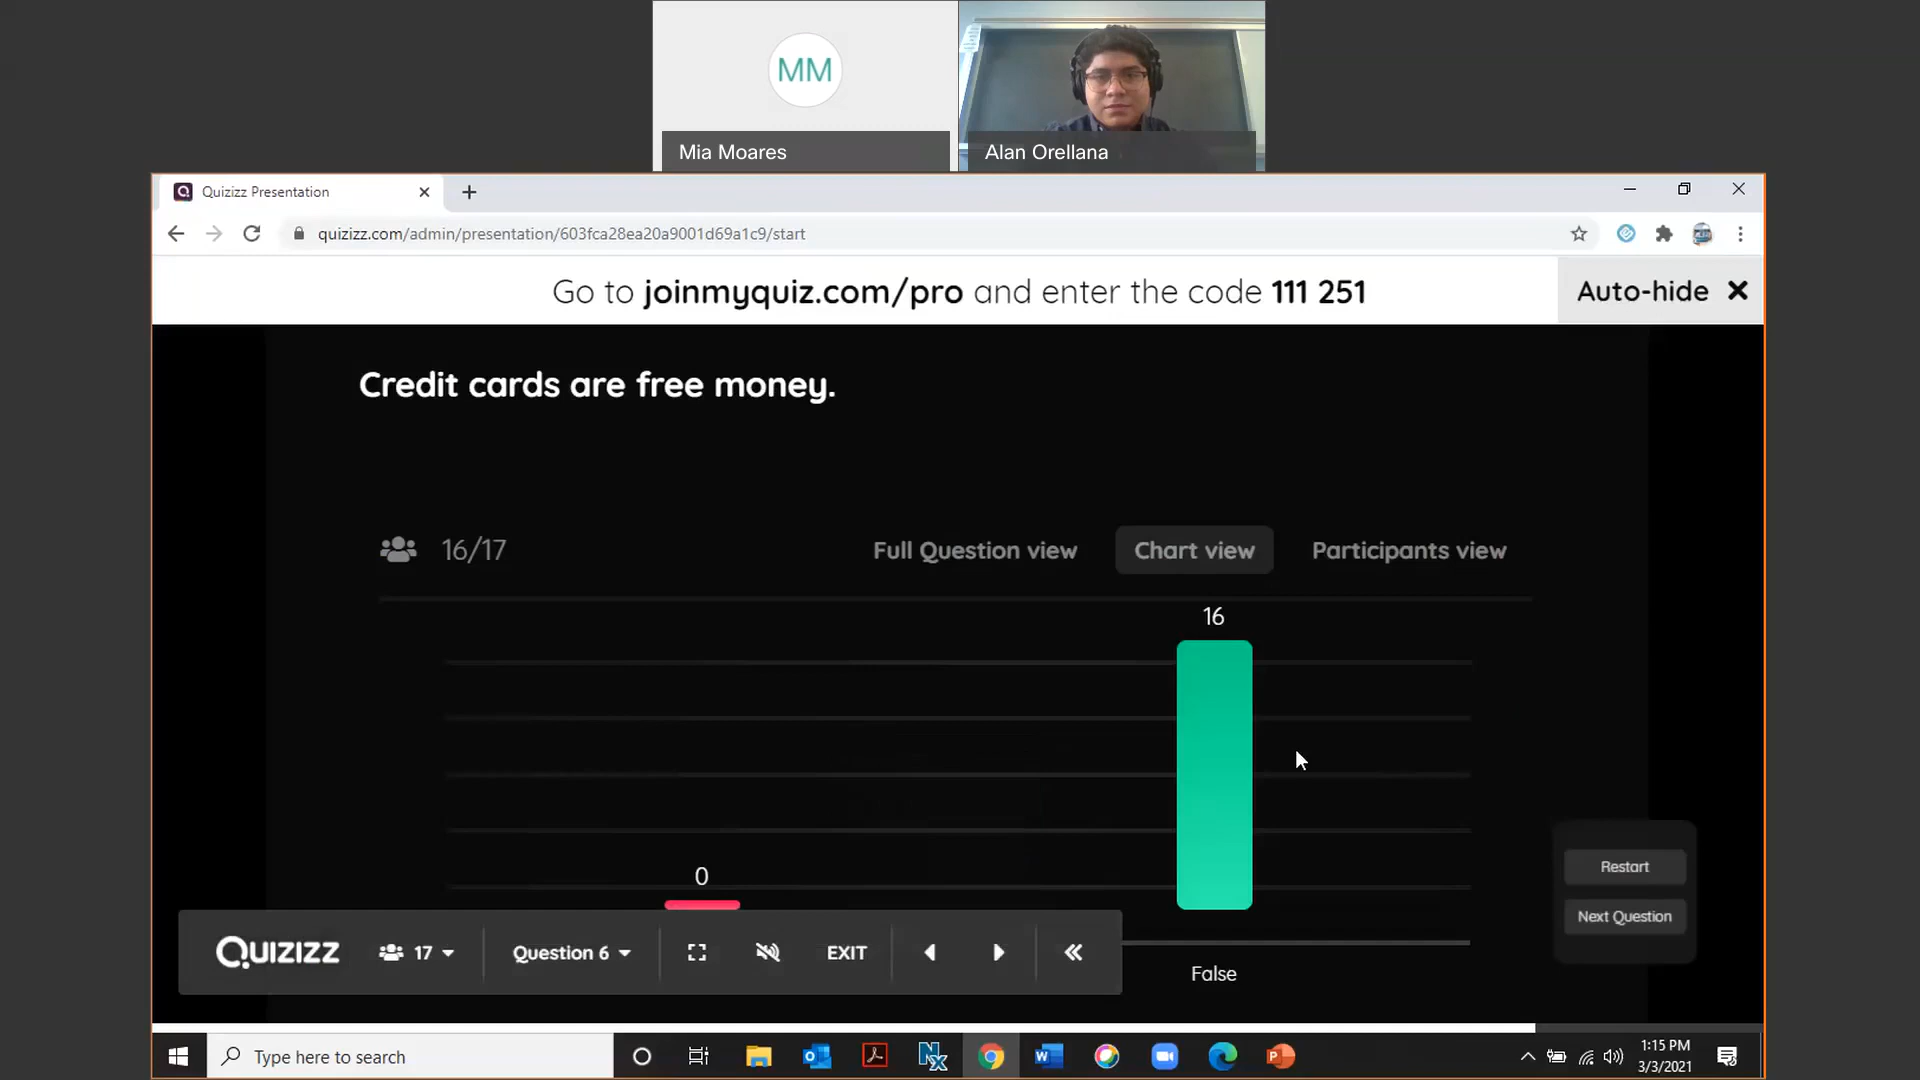 MM
Mia Moares
Alan Orellana
Quizizz Presentation
quizizz.com/admin/presentation/603fca28ea20a9001d69a1c9/start
Go to joinmyquiz.com/pro and enter the code 111 251
Auto-hide
Credit cards are free money.
16/17
Full Question view
Chart view
Participants view
16
0
Restart
Next Question
QUIZIZZ
17
Question 6
EXIT
False
Type here to search
1:15 PM
3/3/2021